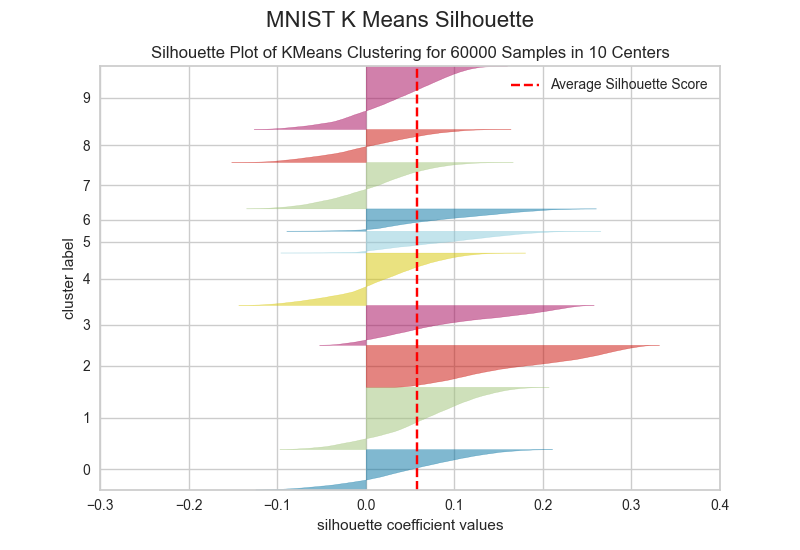 MNIST K Means Silhouette
Silhouette Plot of KMeans Clustering for 60000 Samples in 10 Centers
Average Silhouette Score
9
8
7
6
5
4
3
2
1
0
cluster label
−0.3 −0.2 −0.1 0.0 0.1 0.2 0.3 0.4
silhouette coefficient values